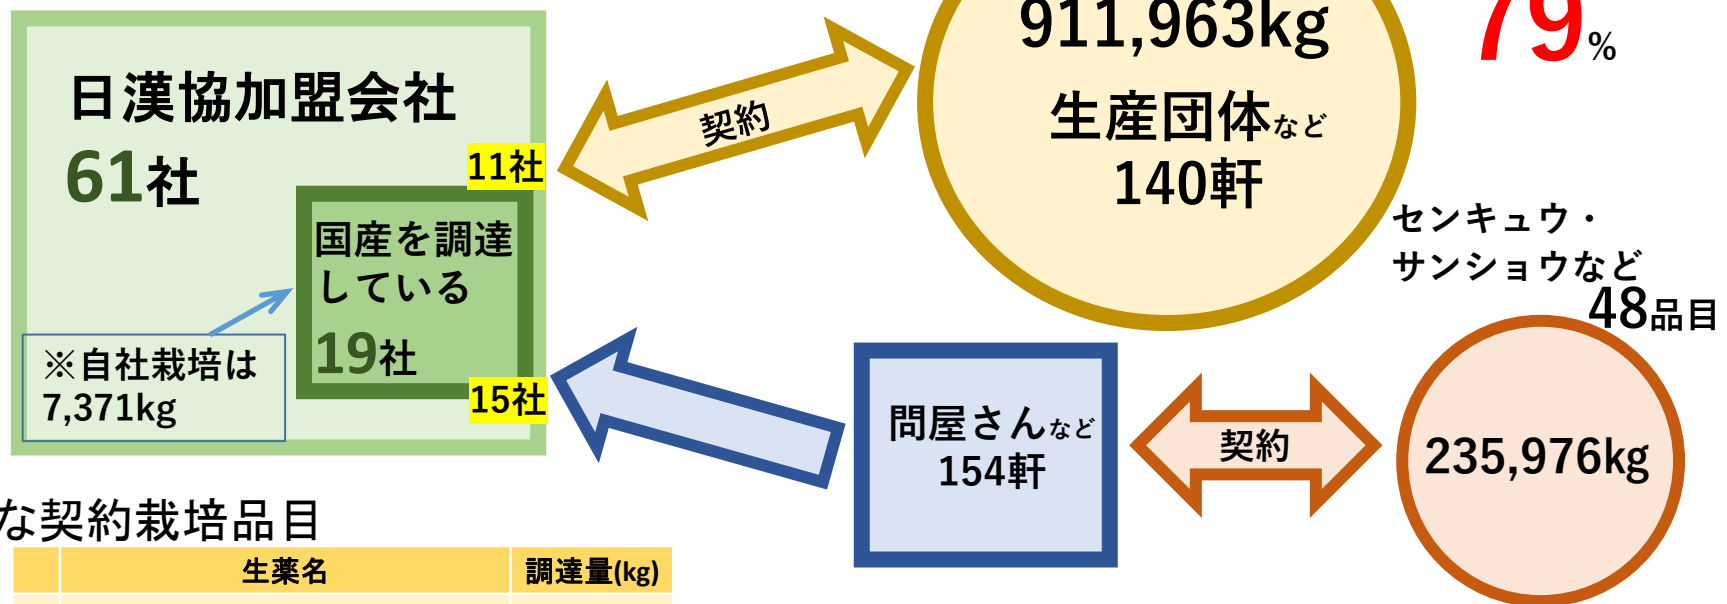 911,963kg
79%
日漢協加盟会社
61社
11社
契約
生産団体など
140軒
国産を調達
している
19社
※自社栽培は
7,371kg
15社
センキュウ・
サンショウなど
48品目
問屋さんなど
154軒
契約
235,976kg
な契約栽培品目
生薬名
調達量(kg)